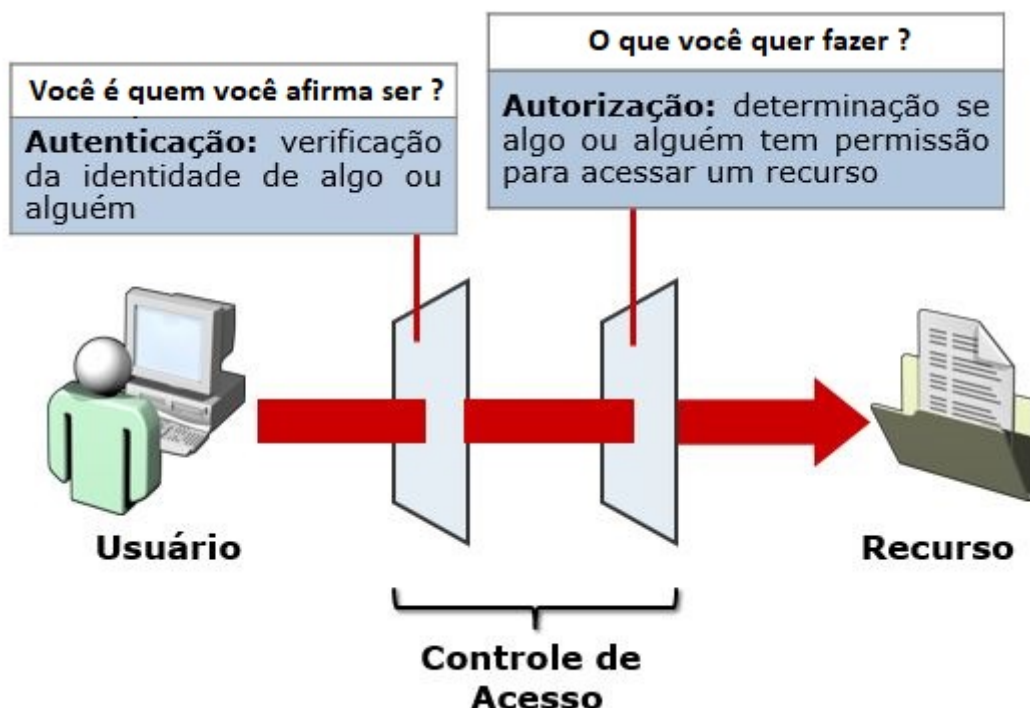 Você é quem você afirma ser ?
Autenticação: verificação
da identidade de algo ou
alguém
O que você quer fazer ?
Autorização: determinação se
algo ou alguém tem permissão
para acessar um recurso
Usuário
Recurso
Controle de
Acesso